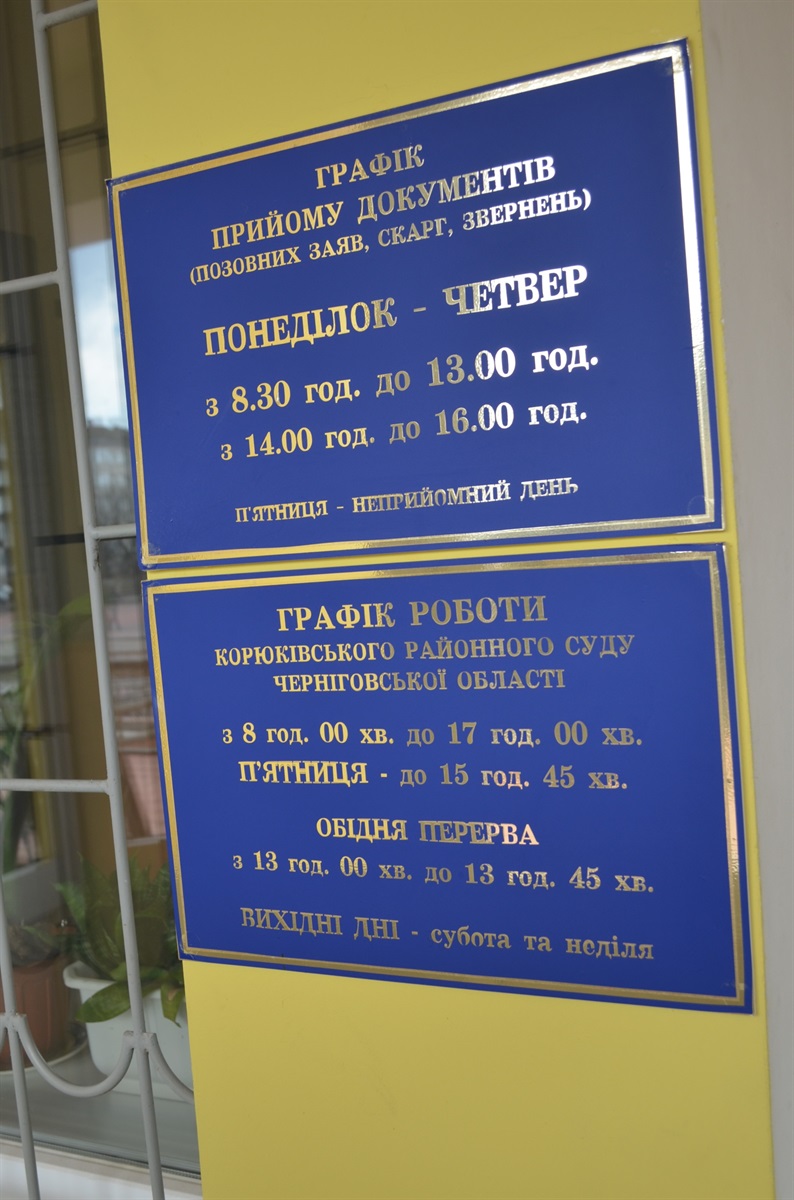 ГРАФІК
ПРИЙОМУ ДОКУМЕНТІВ
(ПОЗОВНИХ ЗАЯВ, СКАРГ, ЗВЕРНЕНЬ)
ПОНЕДІЛОК - ЧЕТВЕР
з 8.30 год. до 13.00 год.
з 14.00 год. до 16.00 год.
П'ЯТНИЦЯ - НЕПРИЙОМНИЙ ДЕНЬ
ГРАФІК РОБОТИ
КОРЮКІВСЬКОГО РАЙОННОГО СУДУ
ЧЕРНІГОВСЬКОЇ ОБЛАСТІ
з 8 год. 00 хв. до 17 год. 00 хв.
П'ЯТНИЦЯ - до 15 год. 45 хв.
ОБІДНЯ ПЕРЕРВА
з 13 год. 00 хв. до 13 год. 45 хв.
ВИХІДНІ ДНІ - субота та неділя